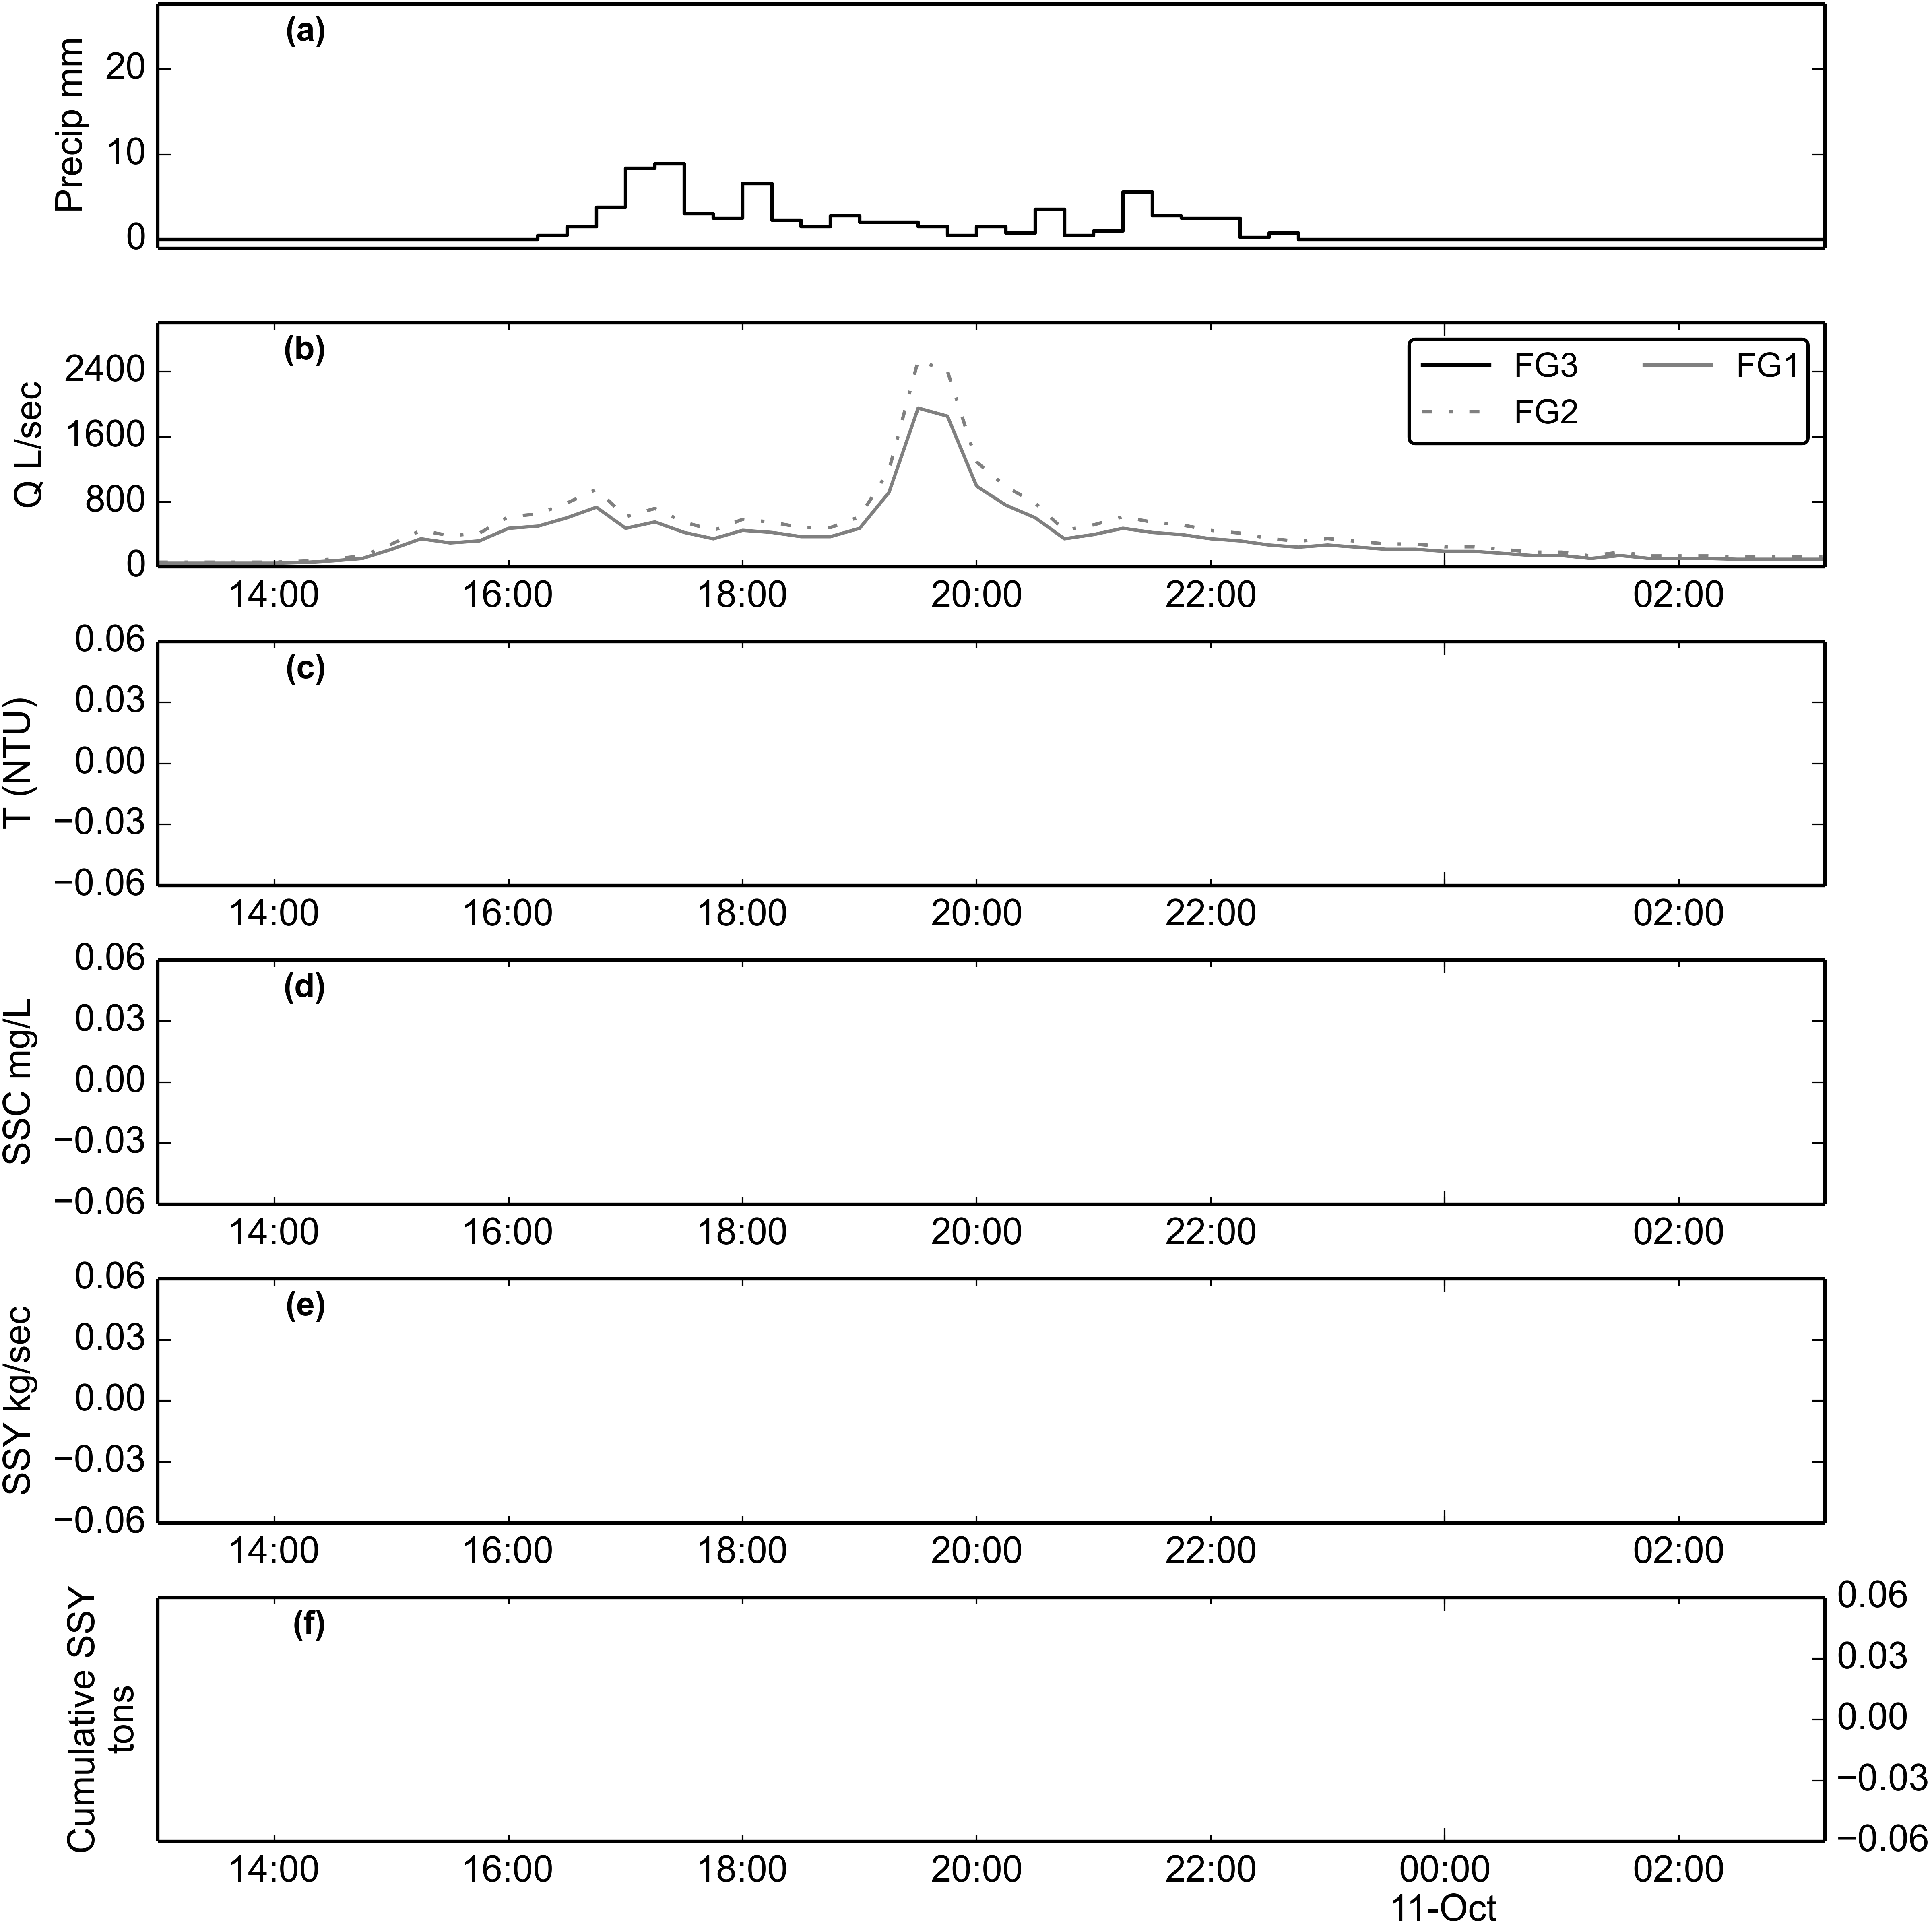 (a)
Precip mm
20
10
0
(b)
Q L/sec
2400
1600
800
0
FG3 FG1
FG2
14:00 16:00 18:00 20:00 22:00 02:00
(c)
T (NTU)
0.06
0.03
0.00
−0.03
−0.06
14:00 16:00 18:00 20:00 22:00 02:00
(d)
SSC mg/L
0.06
0.03
0.00
−0.03
−0.06
14:00 16:00 18:00 20:00 22:00 02:00
(e)
SSY kg/sec
0.06
0.03
0.00
−0.03
−0.06
14:00 16:00 18:00 20:00 22:00 02:00
(f)
Cumulative SSY
tons
0.06
0.03
0.00
−0.03
−0.06
14:00 16:00 18:00 20:00 22:00 00:00 02:00
11-Oct